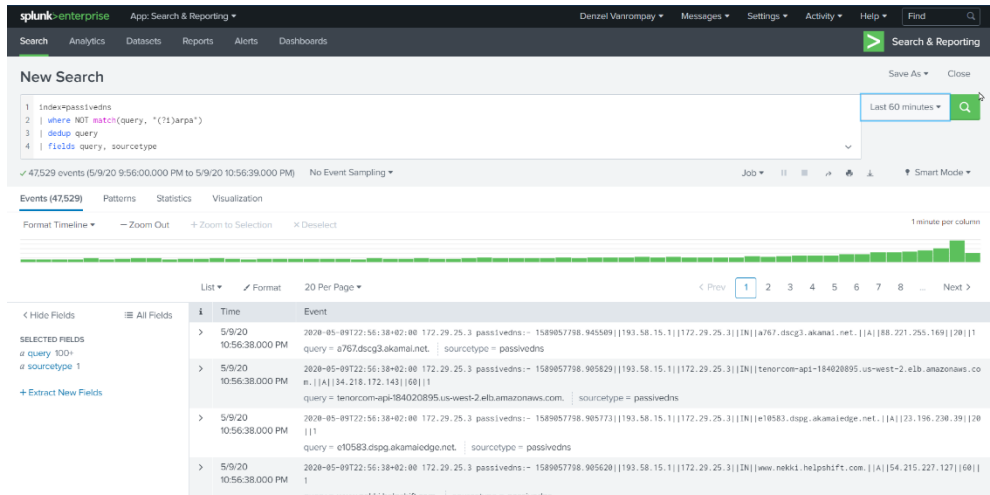 splunk>enterprise App: Search & Reporting Denzel Vanrompay Messages Settings Activity Help Find
Search Analytics Datasets Reports Alerts Dashboards Search & Reporting
New Search Save As Close
1 index=passivedns
2 | where NOT match(query, "(?i)arpa")
3 | dedup query
4 | fields query, sourcetype
Last 60 minutes
✓ 47,529 events (5/9/20 9:56:00.000 PM to 5/9/20 10:56:39.000 PM) No Event Sampling Job Smart Mode
Events (47,529) Patterns Statistics Visualization
Format Timeline — Zoom Out + Zoom to Selection × Deselect 1 minute per column
List Format 20 Per Page < Prev 1 2 3 4 5 6 7 8 ... Next >
< Hide Fields All Fields i Time Event
SELECTED FIELDS
a query 100+
a sourcetype 1
+ Extract New Fields
> 5/9/20 10:56:38.000 PM
2020-05-09T22:56:38+02:00 172.29.25.3 passivedns:- 1589057798.945509||193.58.15.1||172.29.25.3||IN||a767.dscg3.akamai.net.||A||88.221.255.169||20||1
query = a767.dscg3.akamai.net. sourcetype = passivedns
> 5/9/20 10:56:38.000 PM
2020-05-09T22:56:38+02:00 172.29.25.3 passivedns:- 1589057798.905829||193.58.15.1||172.29.25.3||IN||tenorcom-api-184020895.us-west-2.elb.amazonaws.co
m.||A||34.218.172.143||60||1
query = tenorcom-api-184020895.us-west-2.elb.amazonaws.com. sourcetype = passivedns
> 5/9/20 10:56:38.000 PM
2020-05-09T22:56:38+02:00 172.29.25.3 passivedns:- 1589057798.905773||193.58.15.1||172.29.25.3||IN||e10583.dspg.akamaiedge.net.||A||23.196.230.39||20
||1
query = e10583.dspg.akamaiedge.net. sourcetype = passivedns
> 5/9/20 10:56:38.000 PM
2020-05-09T22:56:38+02:00 172.29.25.3 passivedns:- 1589057798.905620||193.58.15.1||172.29.25.3||IN||www.nekki.helpshift.com.||A||54.215.227.127||60||
1